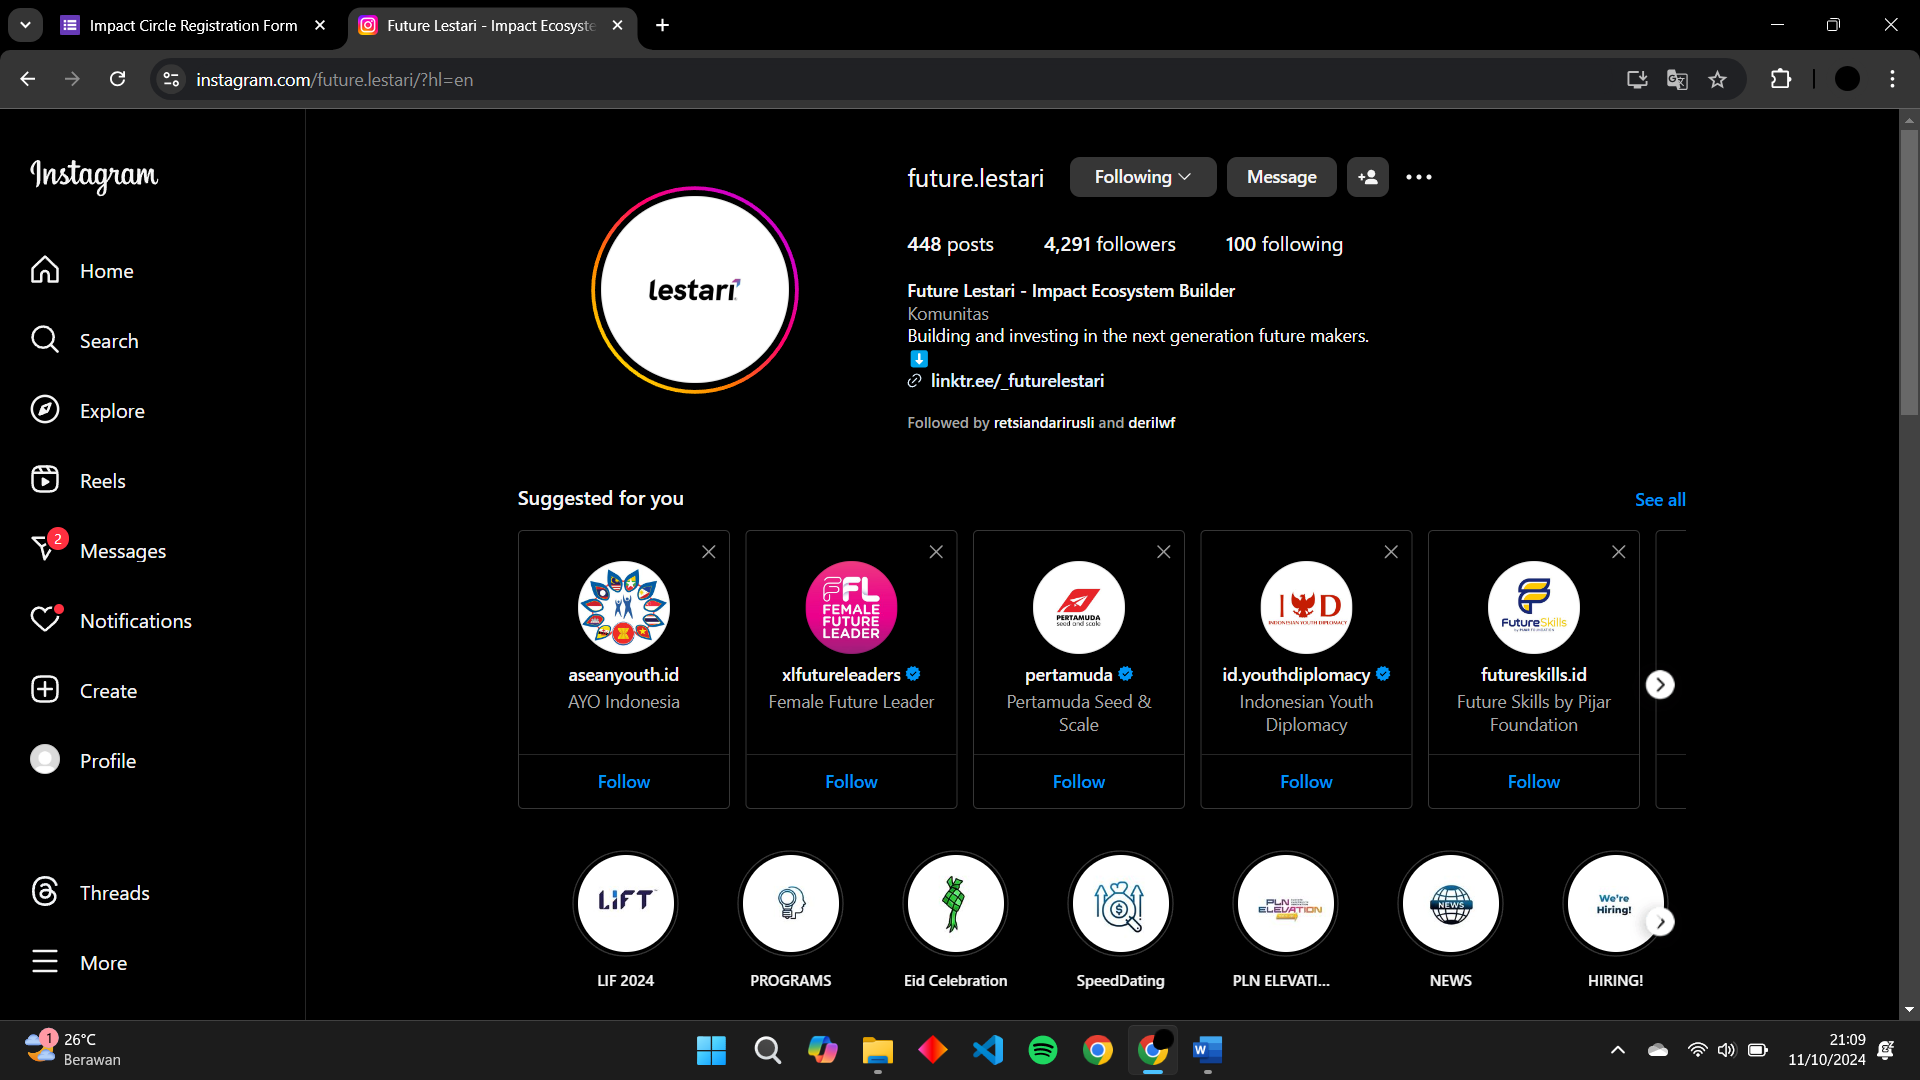 Impact Circle Registration Form
Future Lestari - Impact Ecosyste
instagram.com/future.lestari/?hl=en
Instagram
Home
Search
Explore
Reels
2
Messages
Notifications
Create
Profile
Threads
More
lestari
future.lestari
Following
Message
448 posts
4,291 followers
100 following
Future Lestari - Impact Ecosystem Builder
Komunitas
Building and investing in the next generation future makers.
linktr.ee/_futurelestari
Followed by retsiandarirusli and derilwf
Suggested for you
See all
FFL
FEMALE
FUTURE
LEADER
PERTAMUDA
seed and scale
INDONESIAN YOUTH DIPLOMACY
FutureSkills
aseanyouth.id
AYO Indonesia
Follow
xlfutureleaders
Female Future Leader
Follow
pertamuda
Pertamuda Seed &
Scale
Follow
id.youthdiplomacy
Indonesian Youth
Diplomacy
Follow
futureskills.id
Future Skills by Pijar
Foundation
Follow
LIFT
PLN
ELEVATION
NEWS
We're
Hiring!
LIF 2024
PROGRAMS
Eid Celebration
SpeedDating
PLN ELEVATI...
NEWS
HIRING!
1
26°C
Berawan
21:09
11/10/2024